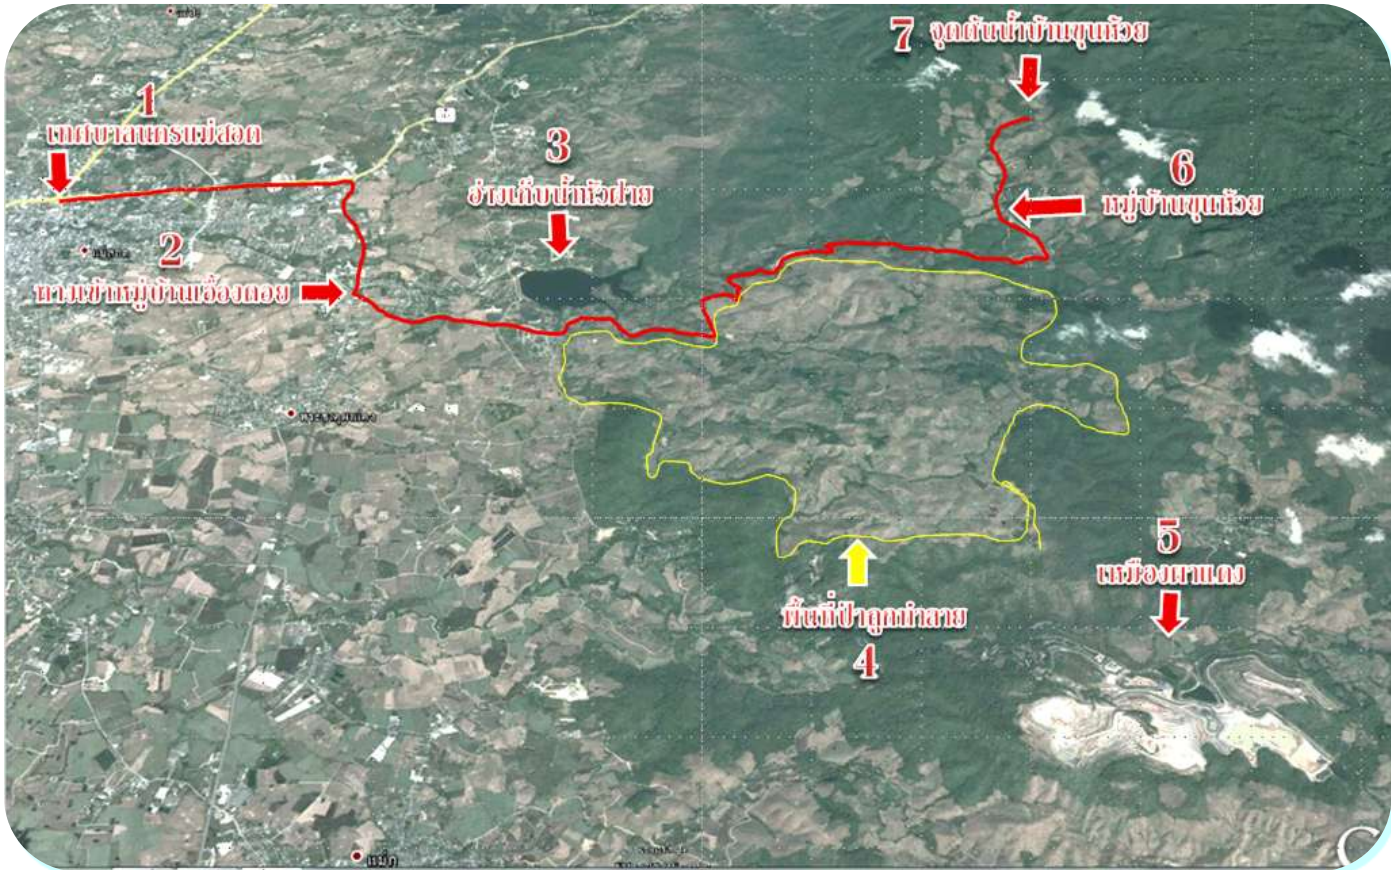 1
เทศบาลนครแม่สอด
2
ทางเข้าหมู่บ้านเอื้องดอย
3
อ่างเก็บน้ำหัวฝาย
7 จุดต้นน้ำบ้านขุนห้วย
6
หมู่บ้านขุนห้วย
5
เหมืองผาแดง
พื้นที่ป่าถูกทำลาย
4
แม่กุ